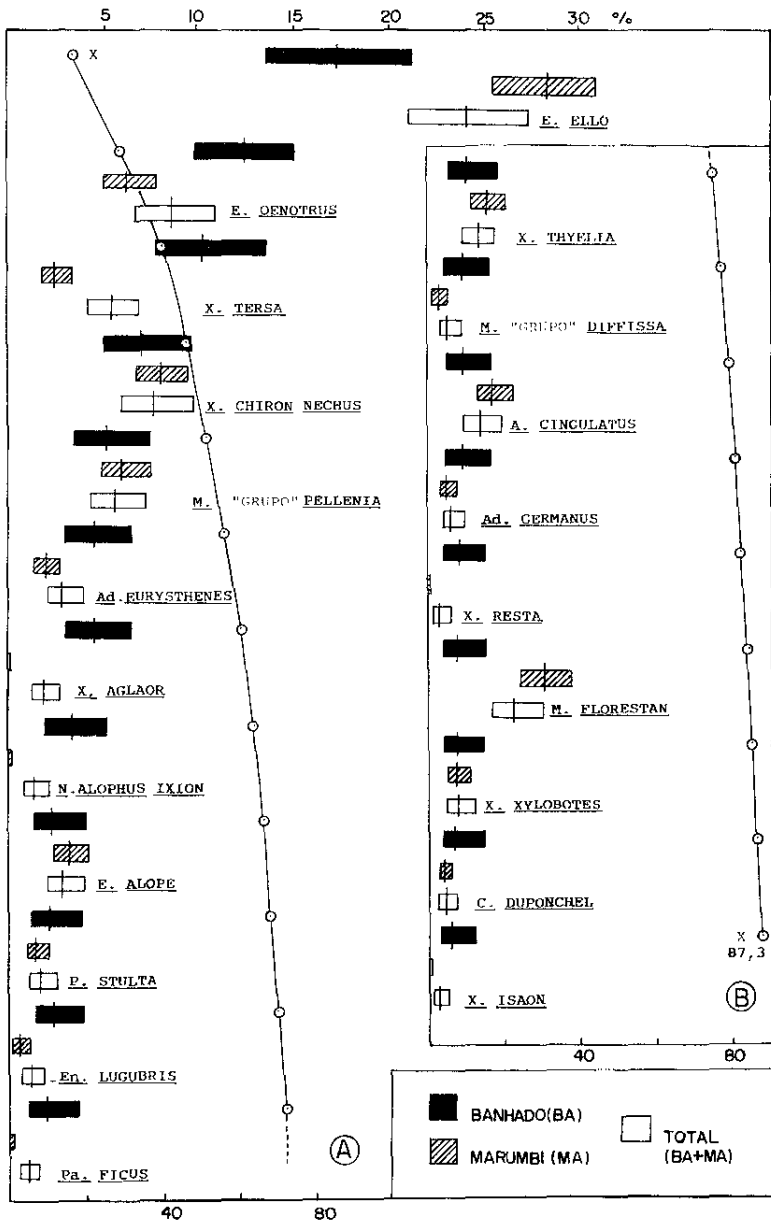 5 10 15 25 30 %
X
E. ELLO
E. OENOTRUS
X. TERSA
X. CHIRON NECHUS
M. "GRUPO" PELLENIA
Ad. EURYSTHENES
X. AGLAOR
N. ALOPHUS IXION
E. ALOPE
P. STULTA
En. LUGUBRIS
Pa. FICUS
A
40 80
X. THYELIA
M. "GRUPO" DIFFISSA
A. CINGULATUS
Ad. GERMANUS
X. RESTA
M. FLORESTAN
X. XYLOBOTES
C. DUPONCHEL
X
87,3
X. ISAON
B
40 80
BANHADO (BA)
MARUMBI (MA)
TOTAL
(BA+MA)